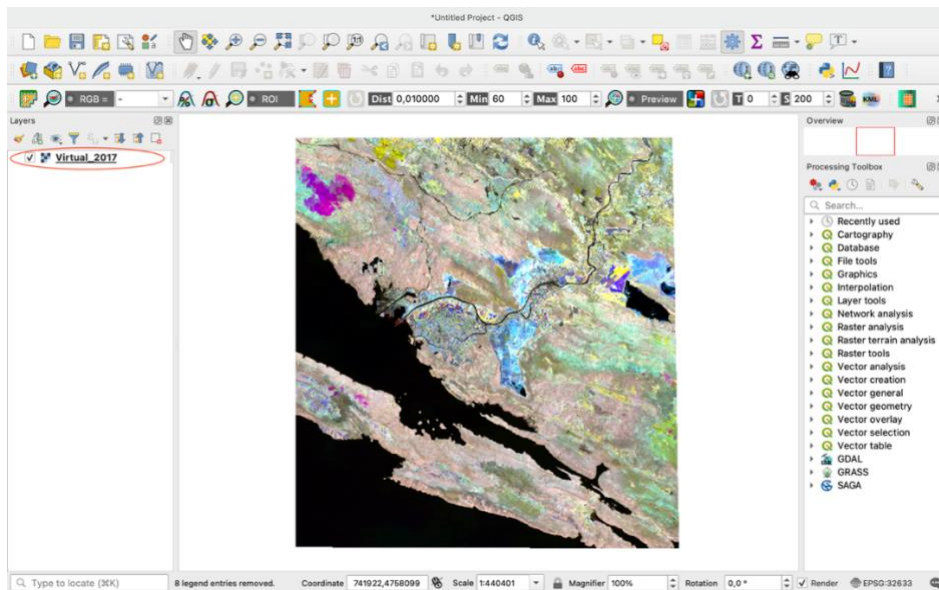 *Untitled Project - QGIS
RGB = -
ROI
Dist 0,010000 Min 60 Max 100
Preview
T 0 S 200
KML
Layers
Virtual_2017
Overview
Processing Toolbox
Search...
Recently used
Cartography
Database
File tools
Graphics
Interpolation
Layer tools
Network analysis
Raster analysis
Raster terrain analysis
Raster tools
Vector analysis
Vector creation
Vector general
Vector geometry
Vector overlay
Vector selection
Vector table
GDAL
GRASS
SAGA
Type to locate (⌘K) 8 legend entries removed. Coordinate 741922,4758099 Scale 1:440401 Magnifier 100% Rotation 0,0 ° Render EPSG:32633